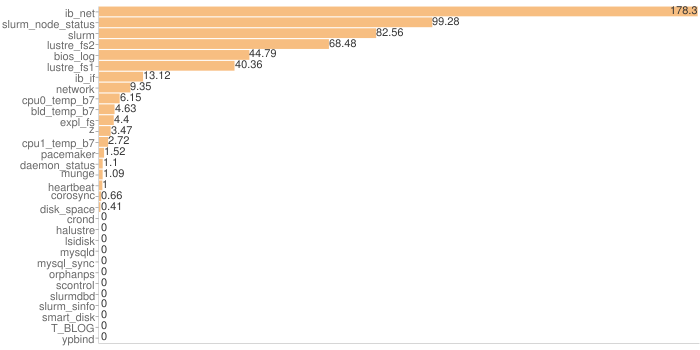 ib_net 178.3
slurm_node_status 99.28
slurm 82.56
lustre_fs2 68.48
bios_log 44.79
lustre_fs1 40.36
ib_if 13.12
network 9.35
cpu0_temp_b7 6.15
bld_temp_b7 4.63
expl_fs 4.4
z 3.47
cpu1_temp_b7 2.72
pacemaker 1.52
daemon_status 1.1
munge 1.09
heartbeat 1
corosync 0.66
disk_space 0.41
crond 0
halustre 0
lsidisk 0
mysqld 0
mysql_sync 0
orphanps 0
scontrol 0
slurmdbd 0
slurm_sinfo 0
smart_disk 0
T_BLOG 0
ypbind 0